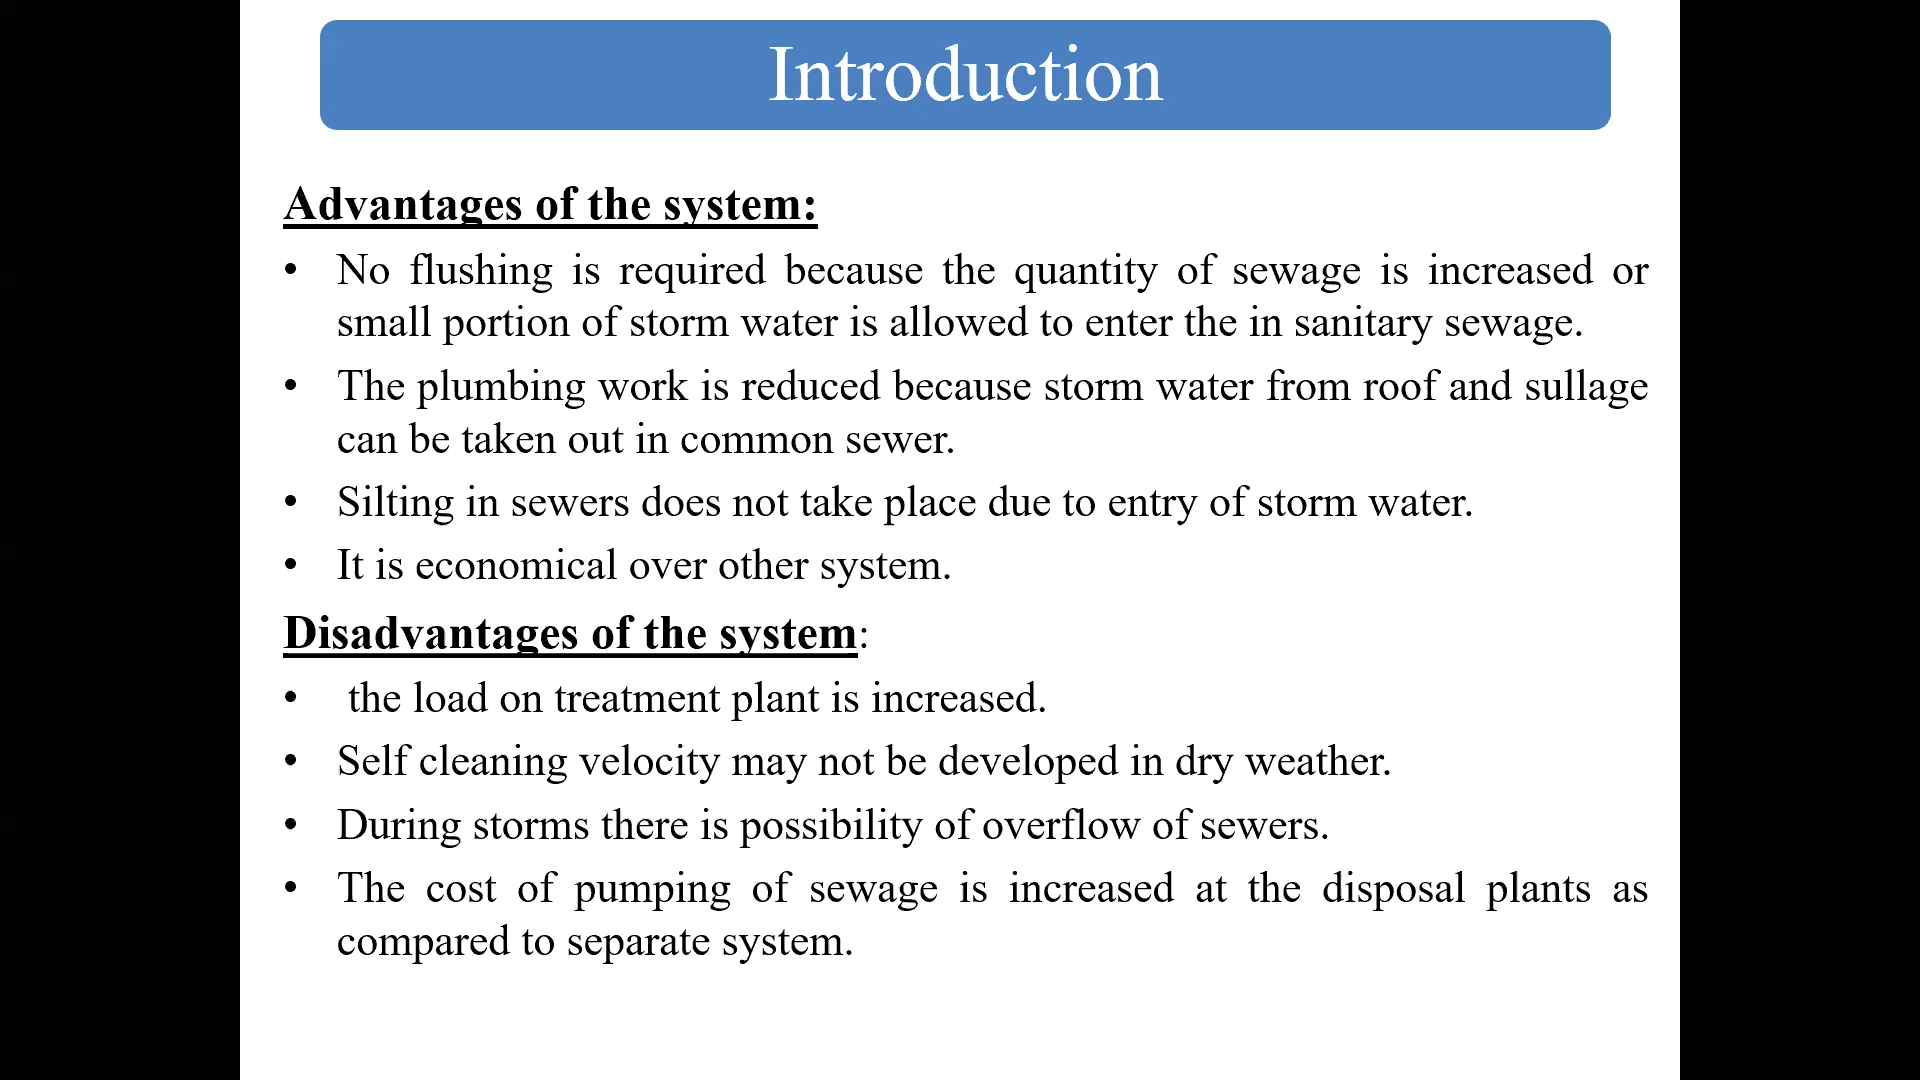 Introduction
Advantages of the system:
• No flushing is required because the quantity of sewage is increased or
small portion of storm water is allowed to enter the in sanitary sewage.
• The plumbing work is reduced because storm water from roof and sullage
can be taken out in common sewer.
• Silting in sewers does not take place due to entry of storm water.
• It is economical over other system.
Disadvantages of the system:
• the load on treatment plant is increased.
• Self cleaning velocity may not be developed in dry weather.
• During storms there is possibility of overflow of sewers.
• The cost of pumping of sewage is increased at the disposal plants as
compared to separate system.